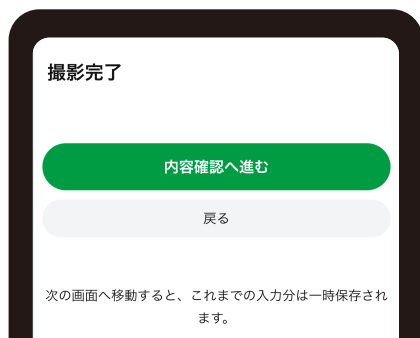 撮影完了
内容確認へ進む
戻る
次の画面へ移動すると、これまでの入力分は一時保存され
ます。